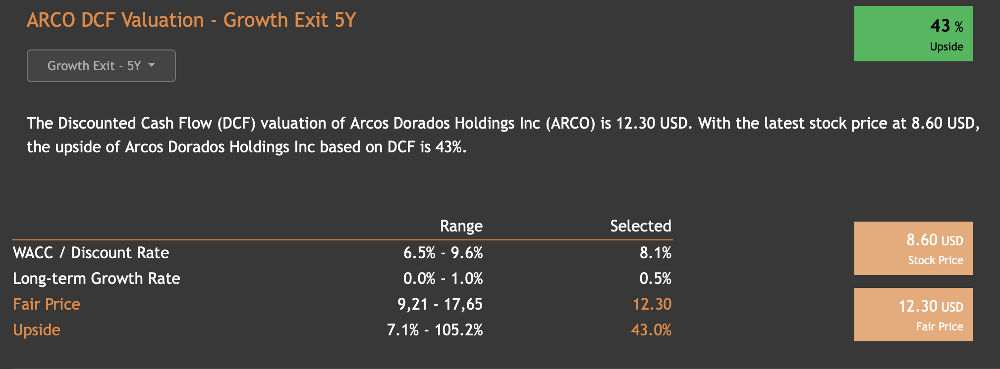 ARCO DCF Valuation - Growth Exit 5Y
43 %
Upside
Growth Exit - 5Y
The Discounted Cash Flow (DCF) valuation of Arcos Dorados Holdings Inc (ARCO) is 12.30 USD. With the latest stock price at 8.60 USD,
the upside of Arcos Dorados Holdings Inc based on DCF is 43%.
Range Selected
WACC / Discount Rate 6.5% - 9.6% 8.1%
Long-term Growth Rate 0.0% - 1.0% 0.5%
Fair Price 9,21 - 17,65 12.30
Upside 7.1% - 105.2% 43.0%
8.60 USD
Stock Price
12.30 USD
Fair Price